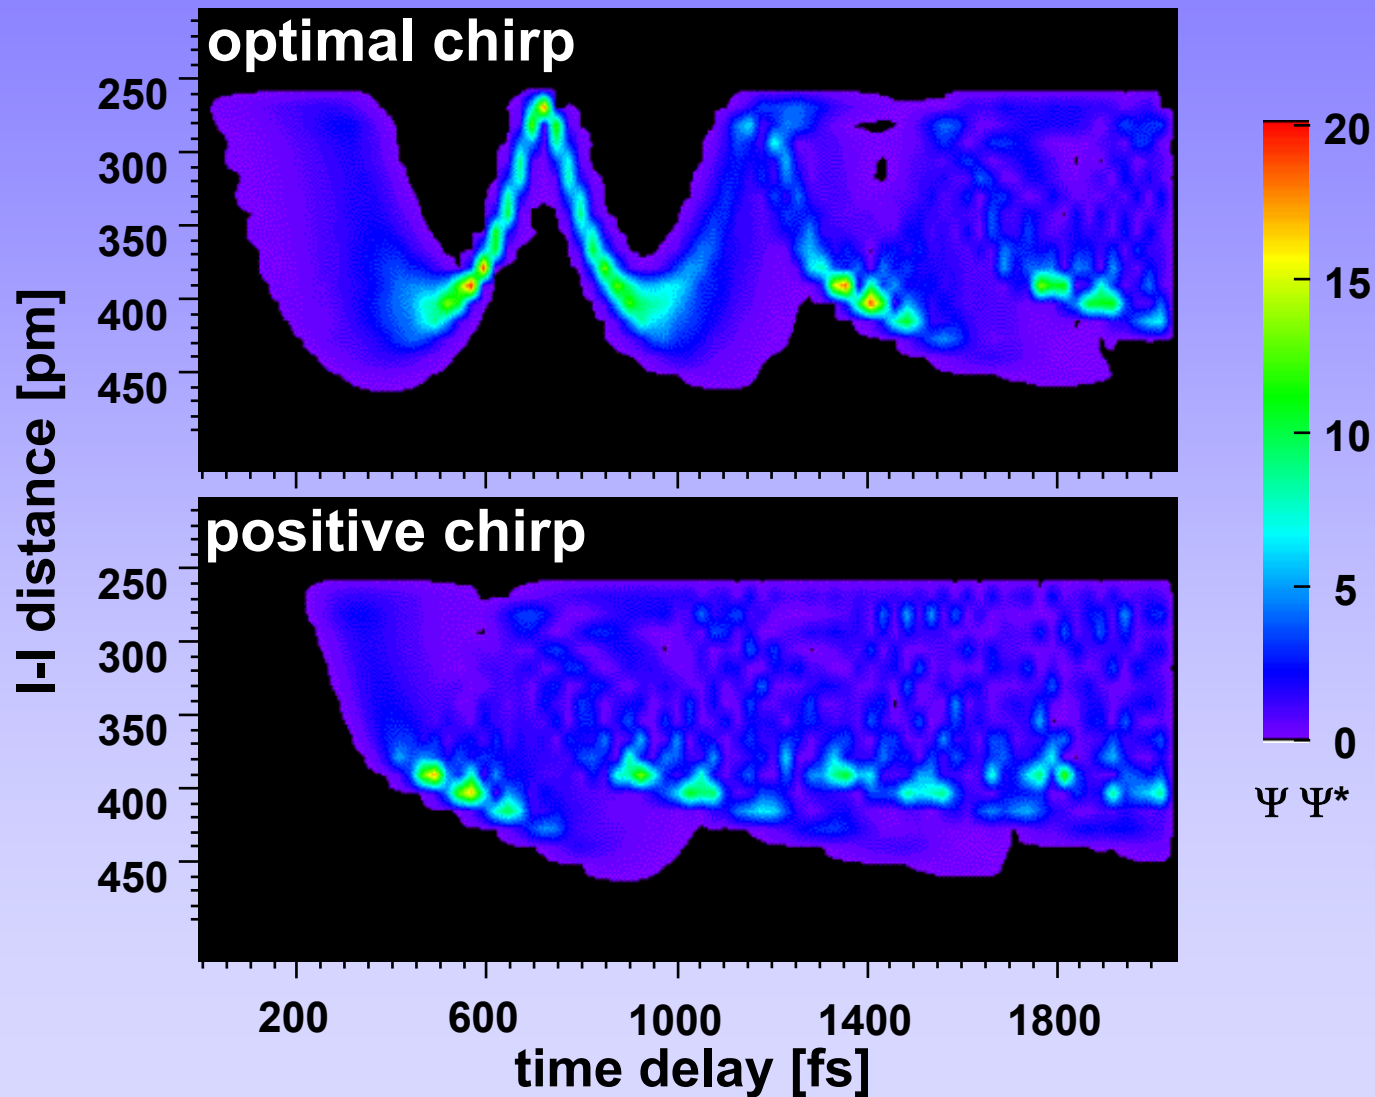 optimal chirp
250
300
350
400
450
positive chirp
250
300
350
400
450
I-I distance [pm]
200 600 1000 1400 1800
time delay [fs]
20
15
10
5
0
Ψ Ψ*